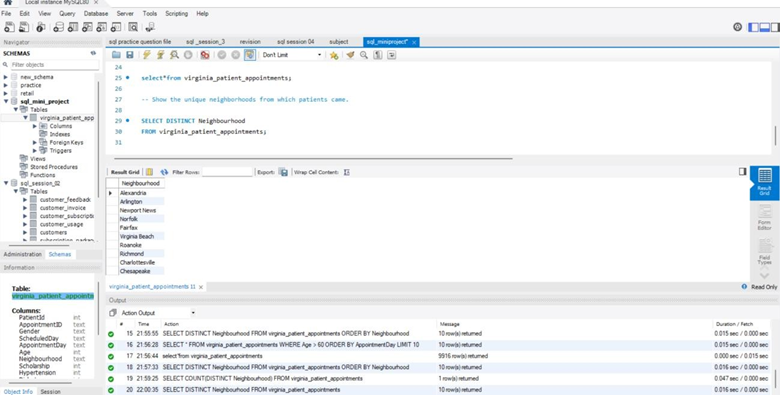 Local instance MySQL80
File Edit View Query Database Server Tools Scripting Help
Navigator
SCHEMAS
Filter objects
new_schema
practice
retail
sql_mini_project
Tables
virginia_patient_app
Columns
Indexes
Foreign Keys
Triggers
Views
Stored Procedures
Functions
sql_session_02
Tables
customer_feedback
customer_invoice
customer_subscripti
customer_usage
customers
Administration Schemas
Information
Table:
virginia_patient_appointa
Columns:
PatientId int
AppointmentID text
Gender text
ScheduledDay text
AppointmentDay text
Age int
Neighbourhood text
Scholarship int
Hypertension int
Object Info Session
sql practice question file sql _session_3 revision sql session 04 subject sql_miniproject*
Don't Limit
24
25 select*from virginia_patient_appointments;
-- Show the unique neighborhoods from which patients came.
29 SELECT DISTINCT Neighbourhood
30 FROM virginia_patient_appointments;
31
Result Grid Filter Rows: Export: Wrap Cell Content:
Neighbourhood
Alexandria
Arlington
Newport News
Norfolk
Fairfax
Virginia Beach
Roanoke
Richmond
Charlottesville
Chesapeake
Result Grid
Form Editor
Field Types
virginia_patient_appointments 11 Read Only
Output
Action Output
# Time Action Message Duration / Fetch
15 21:55:55 SELECT DISTINCT Neighbourhood FROM virginia_patient_appointments ORDER BY Neighbourhood 10 row(s) returned 0.015 sec / 0.000 sec
16 21:56:28 SELECT * FROM virginia_patient_appointments WHERE Age > 60 ORDER BY AppointmentDay LIMIT 10 10 row(s) returned 0.015 sec / 0.000 sec
17 21:56:44 select*from virginia_patient_appointments 9916 row(s) returned 0.000 sec / 0.015 sec
18 21:57:33 SELECT DISTINCT Neighbourhood FROM virginia_patient_appointments ORDER BY Neighbourhood 10 row(s) returned 0.016 sec / 0.000 sec
19 21:59:25 SELECT COUNT(DISTINCT Neighbourhood) FROM virginia_patient_appointments 1 row(s) returned 0.047 sec / 0.000 sec
20 22:00:35 SELECT DISTINCT Neighbourhood FROM virginia_patient_appointments 10 row(s) returned 0.016 sec / 0.000 sec